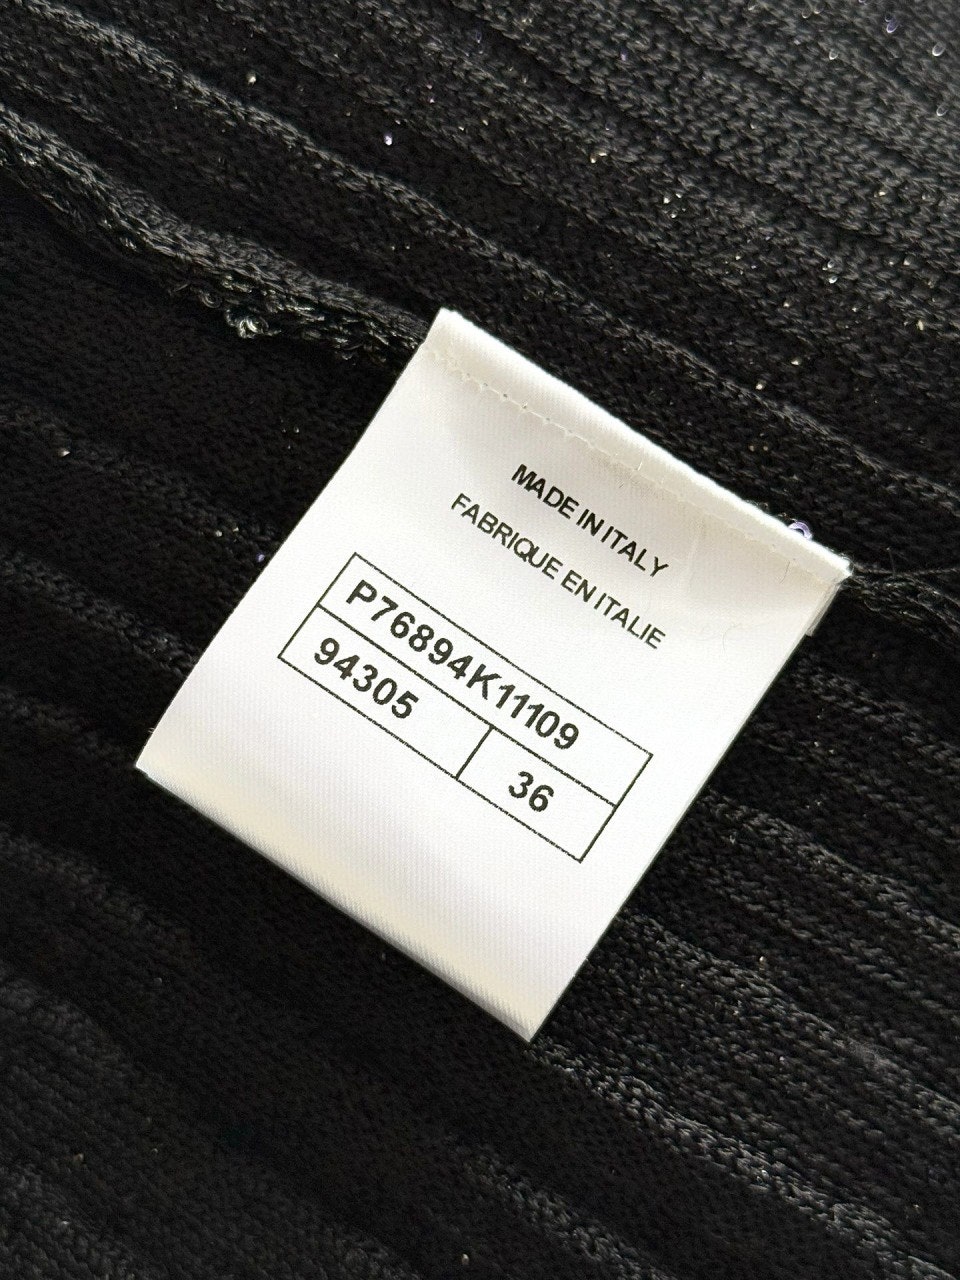 MADE IN ITALY
FABRIQUE EN ITALIE
P76894K11109
94305 36